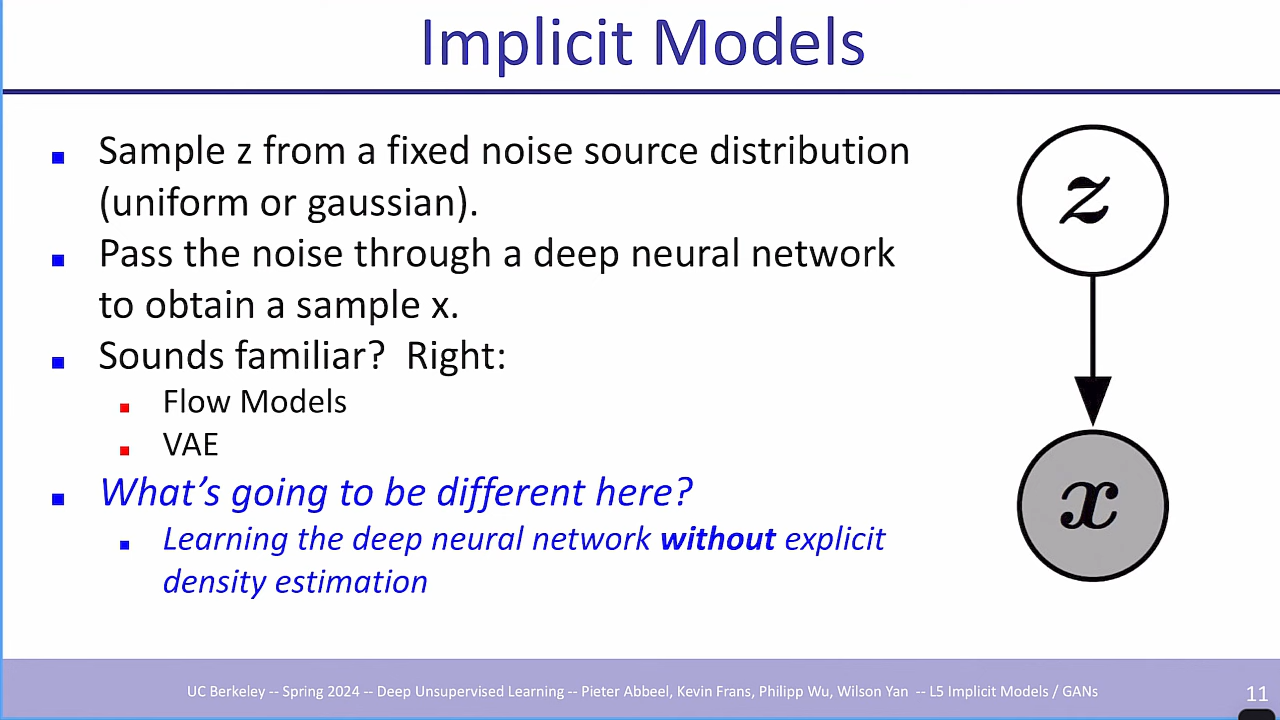 Implicit Models
Sample z from a fixed noise source distribution
(uniform or gaussian).
Pass the noise through a deep neural network
to obtain a sample x.
Sounds familiar?  Right:
Flow Models
VAE
What’s going to be different here?
Learning the deep neural network without explicit
density estimation
z
x
UC Berkeley -- Spring 2024 -- Deep Unsupervised Learning -- Pieter Abbeel, Kevin Frans, Philipp Wu, Wilson Yan  -- L5 Implicit Models / GANs
11